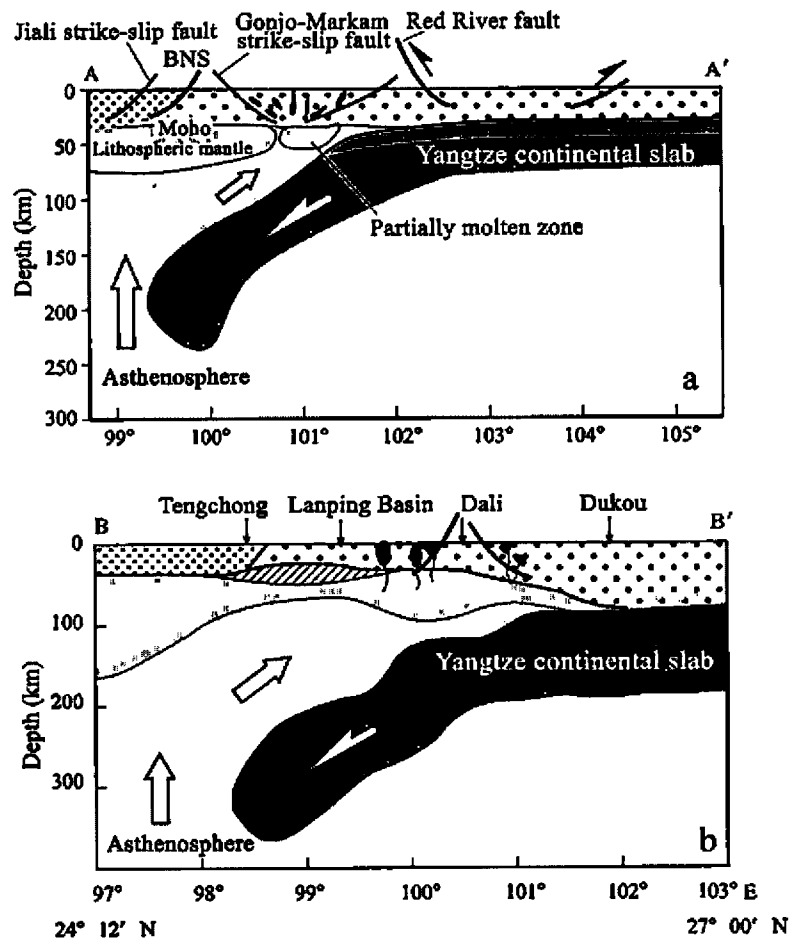 Jiali strike-slip fault
Gonjo-Markam
strike-slip fault
Red River fault
BNS
A
A′
0
50
100
150
200
250
300
Depth (km)
Moho
Lithospheric mantle
Yangtze continental slab
Partially molten zone
Asthenosphere
a
99° 100° 101° 102° 103° 104° 105°
Tengchong Lanping Basin Dali Dukou
B
B′
0
100
200
300
Depth (km)
Yangtze continental slab
Asthenosphere
b
97° 98° 99° 100° 101° 102° 103° E
24° 12′ N 27° 00′ N